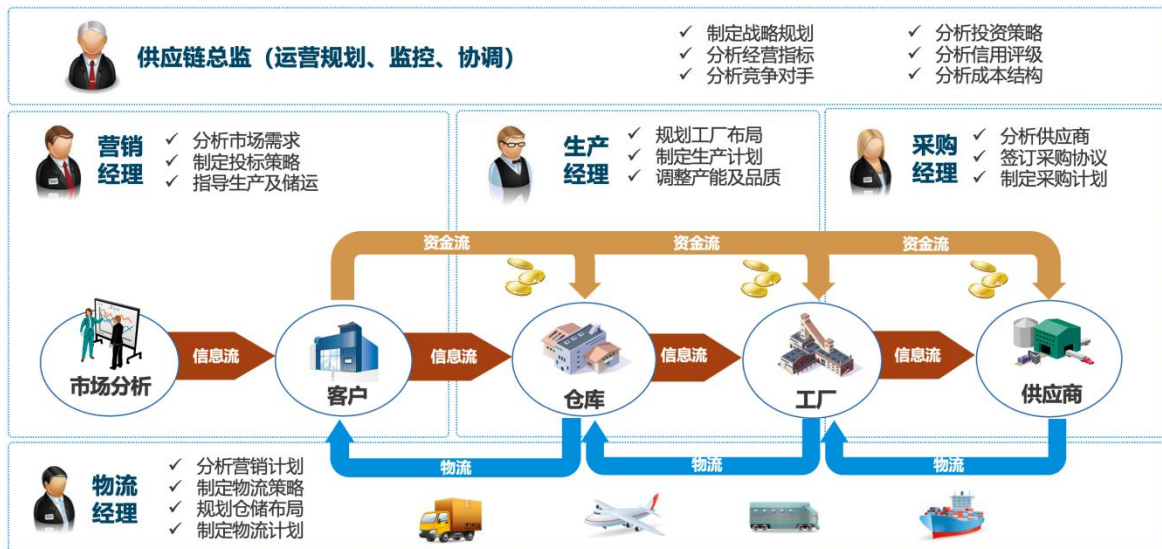 供应链总监（运营规划、监控、协调）
✓ 制定战略规划
✓ 分析经营指标
✓ 分析竞争对手
✓ 分析投资策略
✓ 分析信用评级
✓ 分析成本结构
营销
经理
✓ 分析市场需求
✓ 制定投标策略
✓ 指导生产及储运
生产
经理
✓ 规划工厂布局
✓ 制定生产计划
✓ 调整产能及品质
采购
经理
✓ 分析供应商
✓ 签订采购协议
✓ 制定采购计划
资金流
资金流
资金流
市场分析
信息流
客户
信息流
仓库
信息流
工厂
信息流
供应商
物流
物流
物流
物流
经理
✓ 分析营销计划
✓ 制定物流策略
✓ 规划仓储布局
✓ 制定物流计划